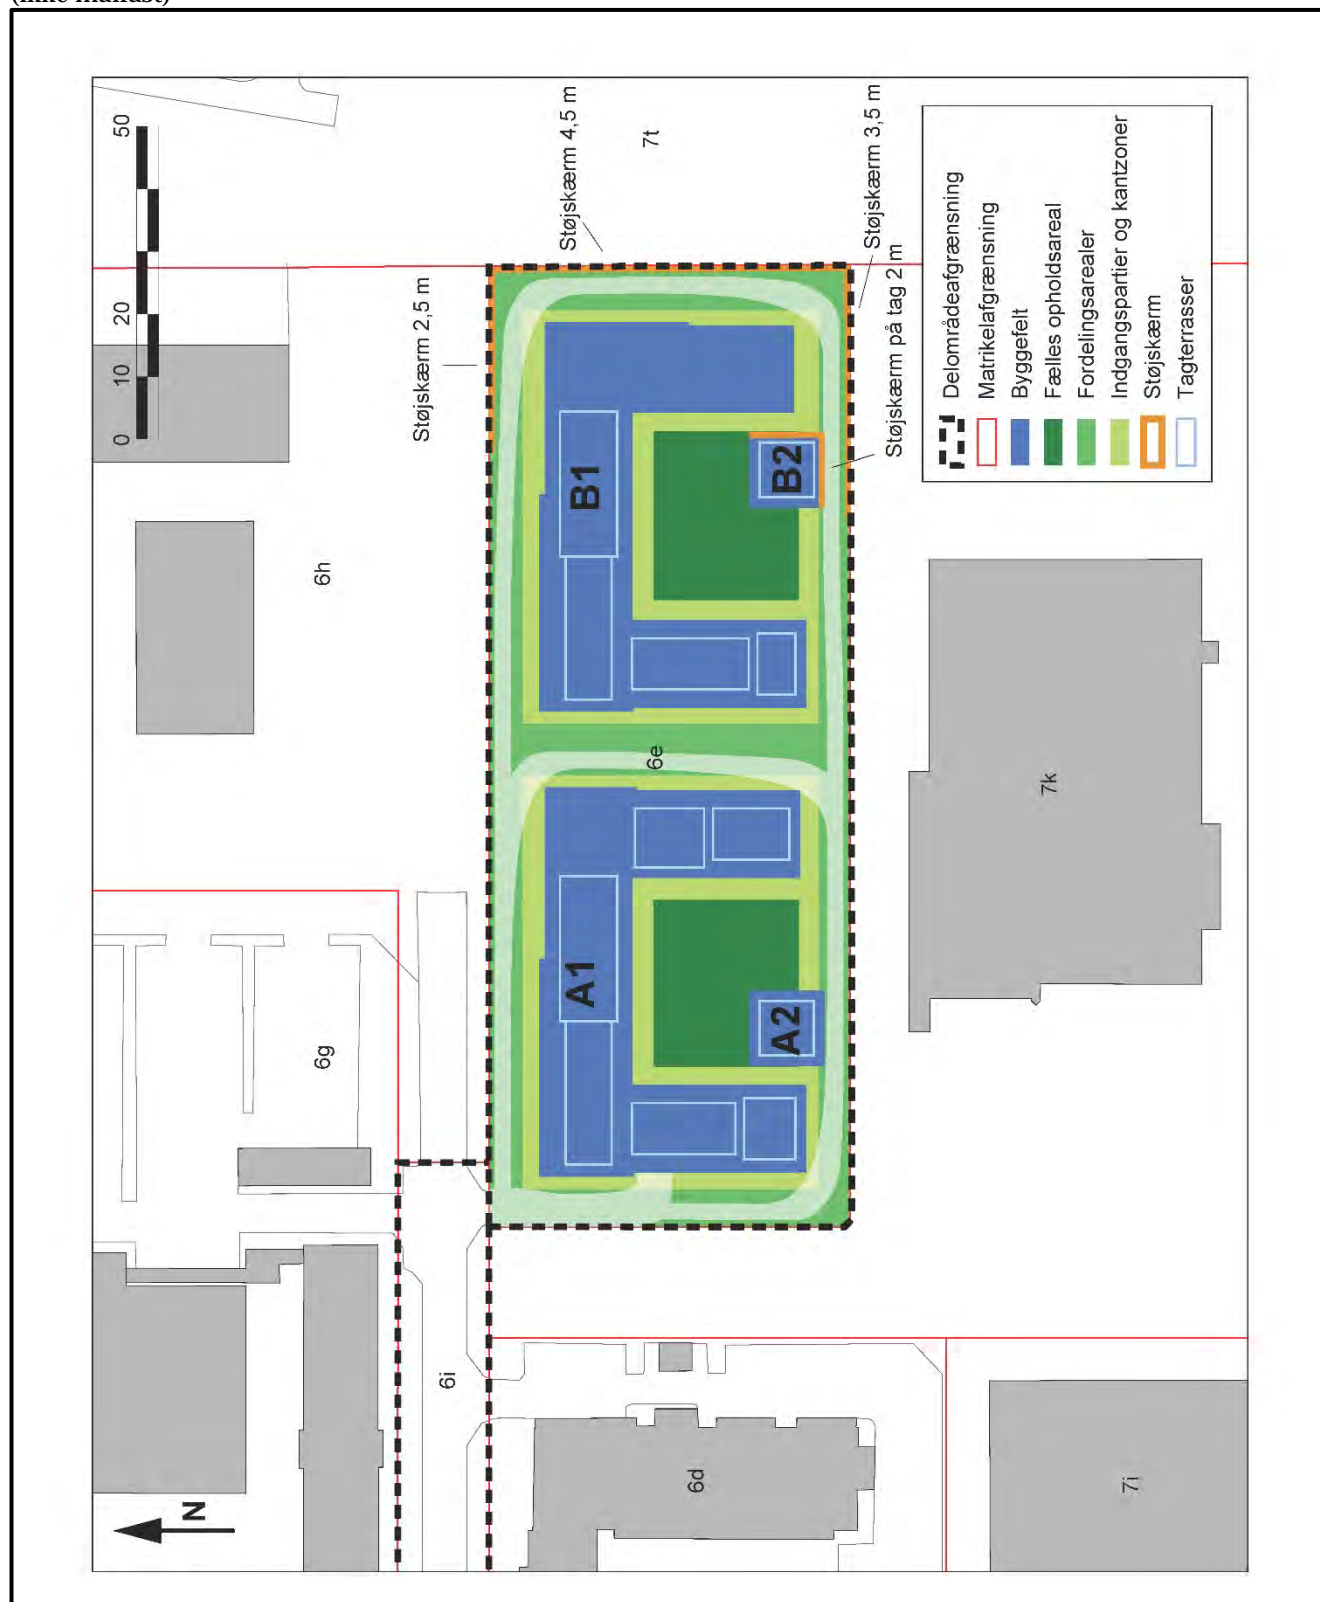 50
20
10
0
Støjskærm 2,5 m
Støjskærm 4,5 m
7t
Støjskærm 3,5 m
Støjskærm på tag 2 m
Delområdeafgrænsning
Matrikelafgrænsning
Byggefelt
Fælles opholdsareal
Fordelingsarealer
Indgangspartier og kantzoner
Støjskærm
Tagterrasser
6h
B1
B2
6e
7k
A1
A2
6g
6i
6d
7i
N